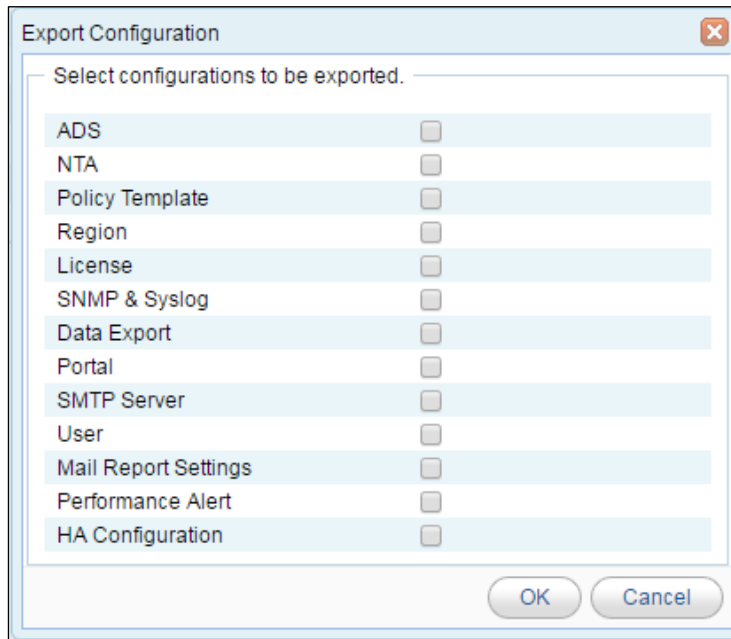 Export Configuration
Select configurations to be exported.
ADS
NTA
Policy Template
Region
License
SNMP & Syslog
Data Export
Portal
SMTP Server
User
Mail Report Settings
Performance Alert
HA Configuration
OK Cancel